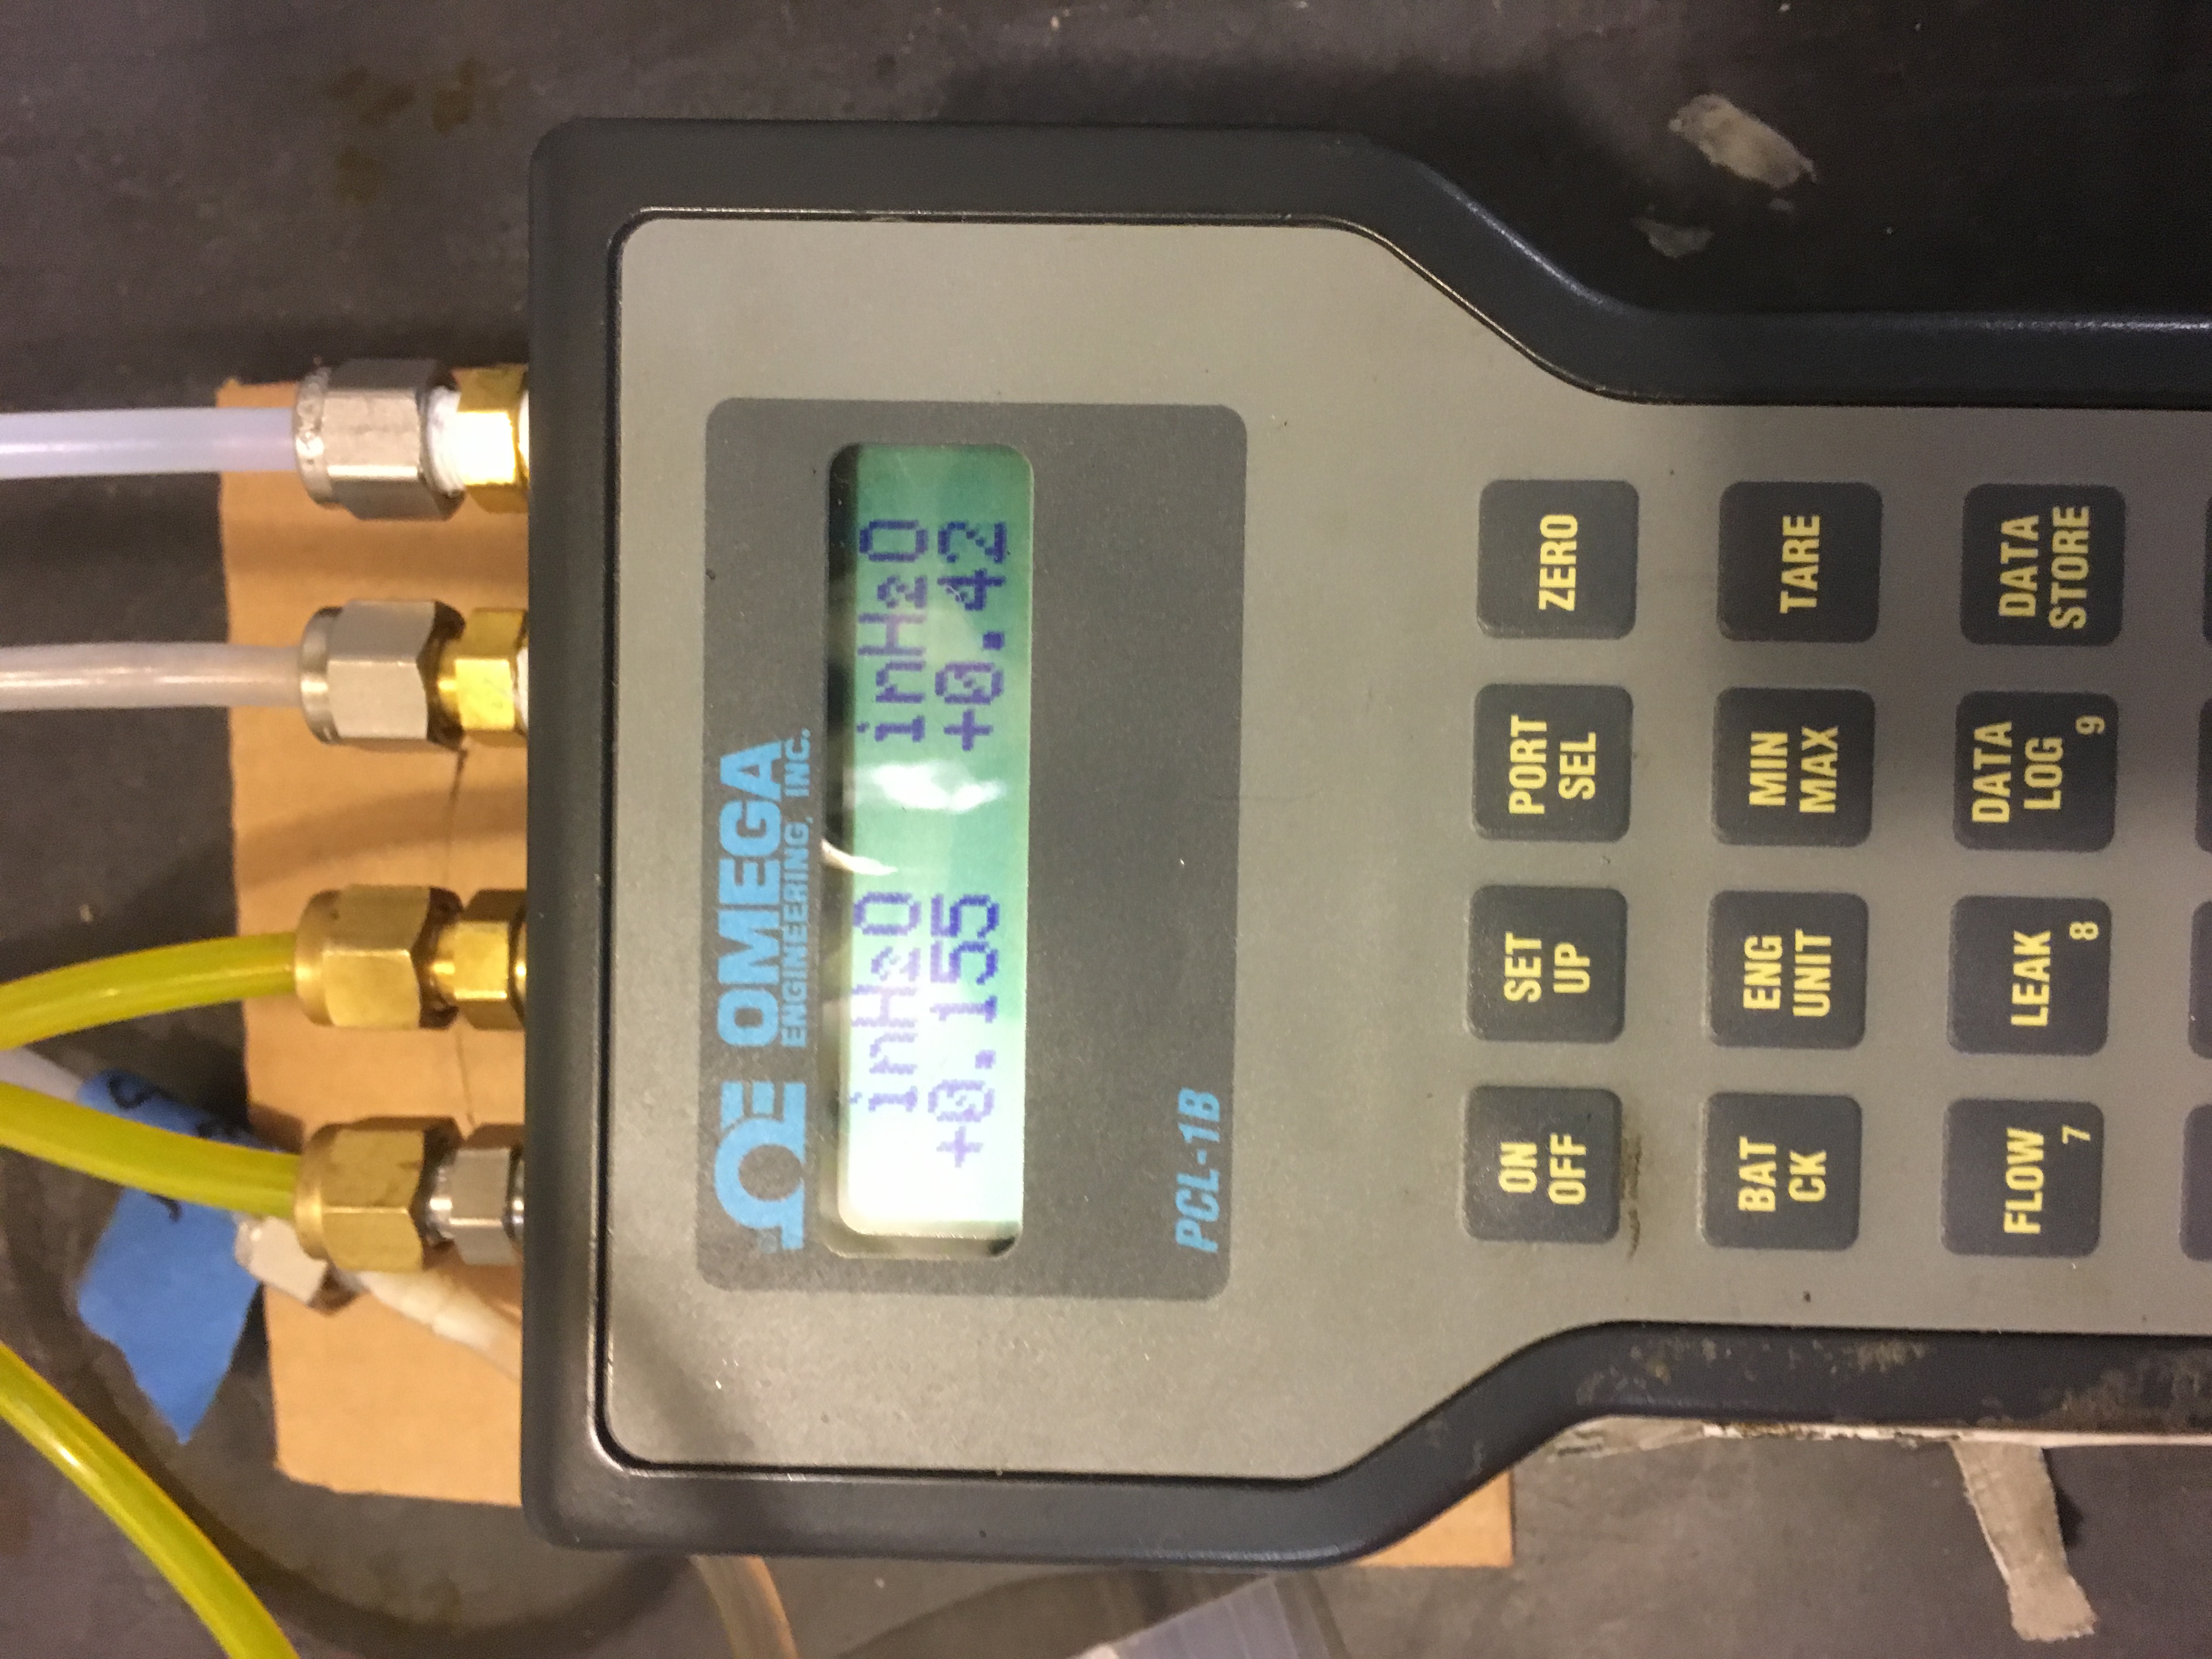 OMEGA
ENGINEERING, INC.
inH2O inH2O
+0.155 +0.42
PCL-1B
ON OFF
SET UP
PORT SEL
ZERO
BAT CK
ENG UNIT
MIN MAX
TARE
FLOW 7
LEAK 8
DATA LOG 9
DATA STORE